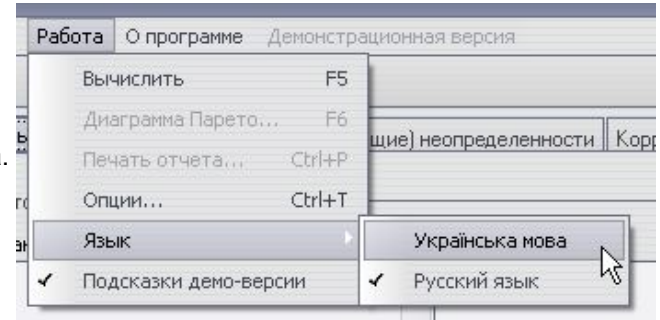 Работа О программе Демонстрационная версия
Вычислить F5
Диаграмма Парето... F6
Печать отчета... Ctrl+P
Опции... Ctrl+T
Язык
Подсказки демо-версии
щие) неопределенности Корр
Українська мова
Русский язык